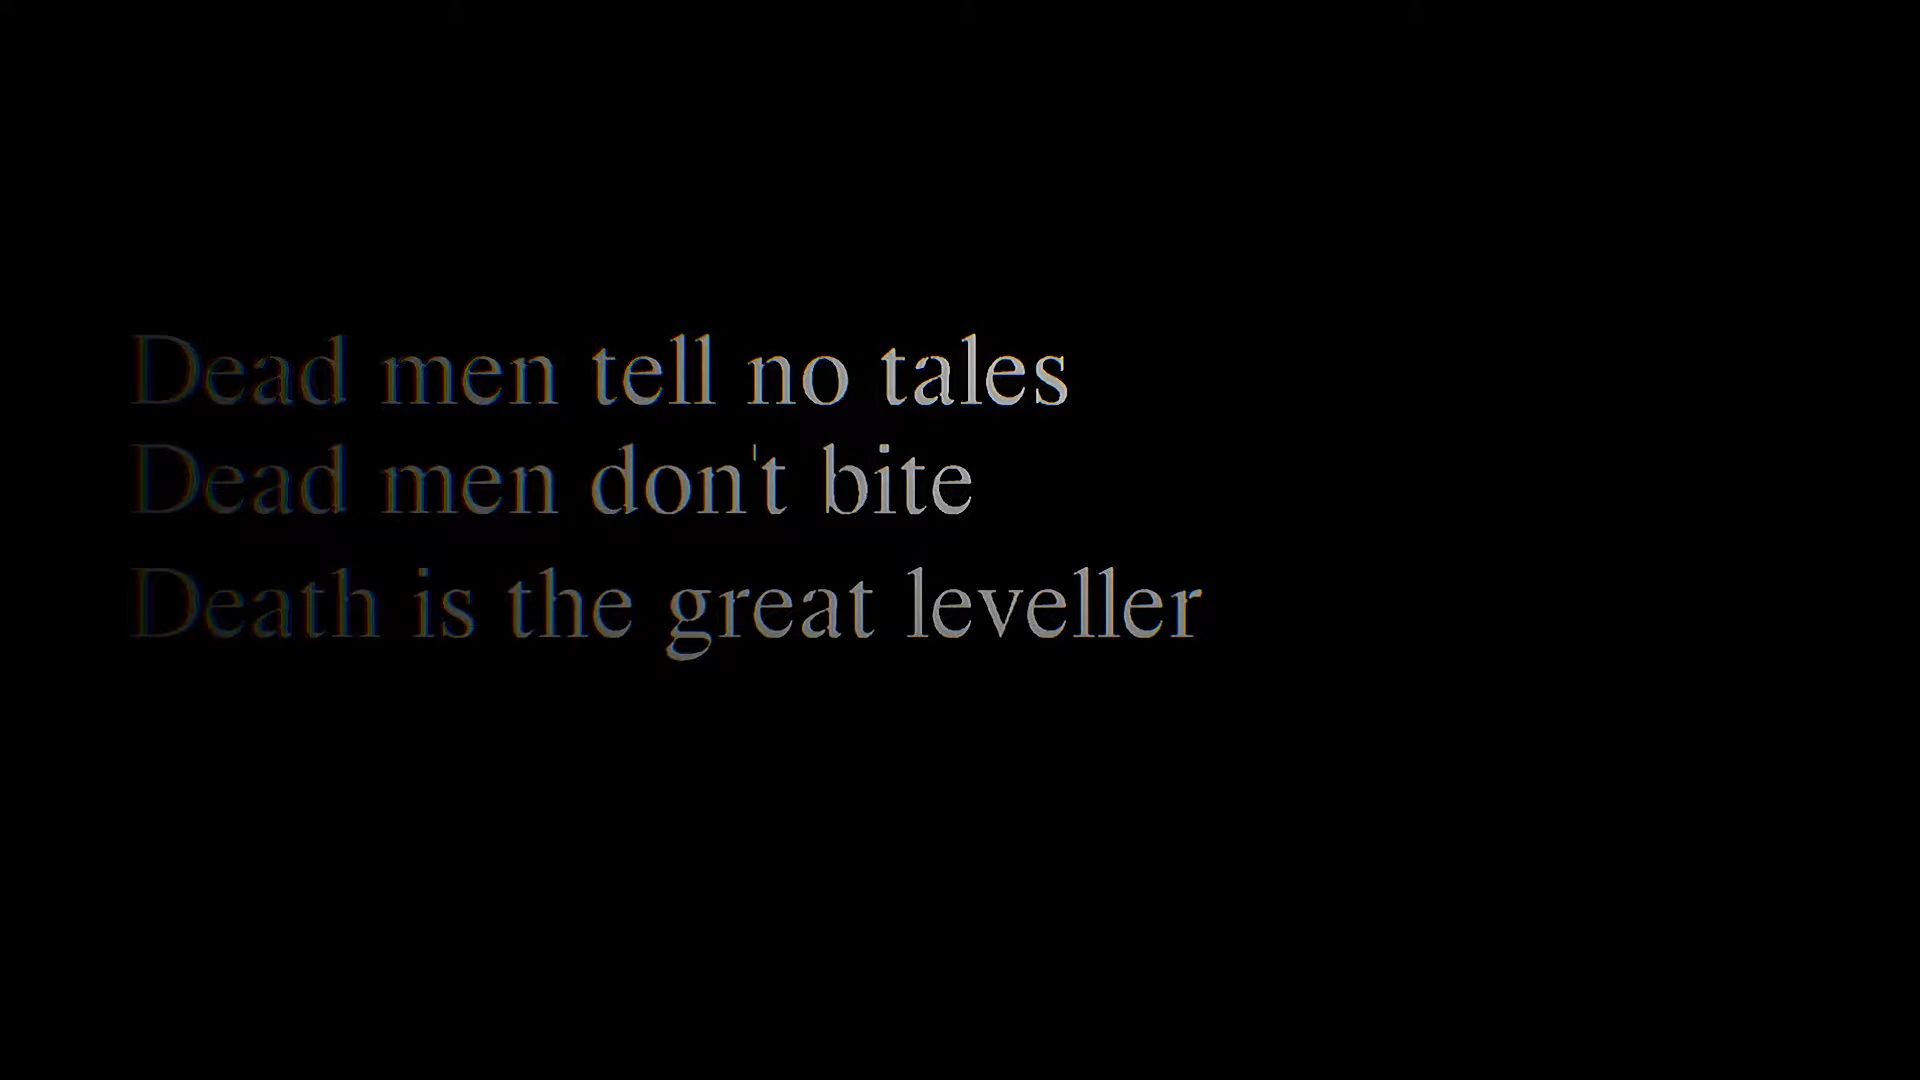 Dead men tell no tales
Dead men don't bite
Death is the great leveller